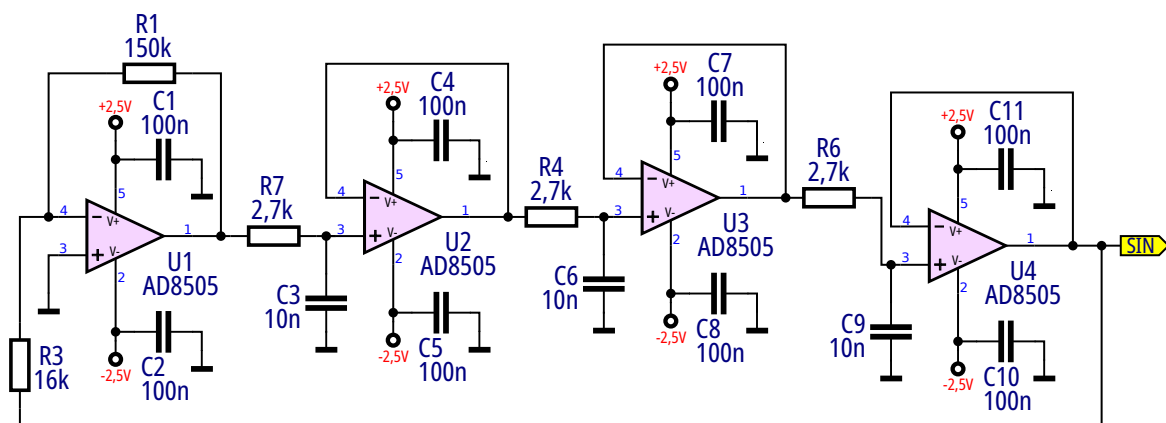 R1
150k
+2,5V
C1
100n
5
4
V+
1
3
V-
2
U1
AD8505
-2,5V
C2
100n
R3
16k
R7
2,7k
+2,5V
C4
100n
5
4
V+
1
3
V-
2
U2
AD8505
C3
10n
-2,5V
C5
100n
R4
2,7k
+2,5V
C7
100n
5
4
V+
1
3
V-
2
U3
AD8505
C6
10n
-2,5V
C8
100n
R6
2,7k
+2,5V
C11
100n
5
4
V+
1
3
V-
2
U4
AD8505
C9
10n
-2,5V
C10
100n
SIN